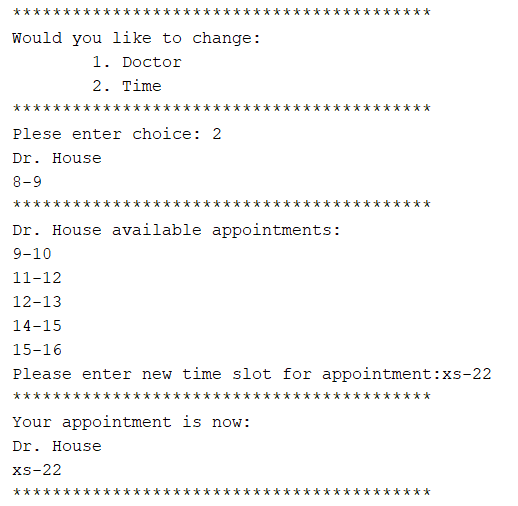 ******************************************
Would you like to change:
1. Doctor
2. Time
******************************************
Plese enter choice: 2
Dr. House
8-9
******************************************
Dr. House available appointments:
9-10
11-12
12-13
14-15
15-16
Please enter new time slot for appointment:xs-22
******************************************
Your appointment is now:
Dr. House
xs-22
******************************************